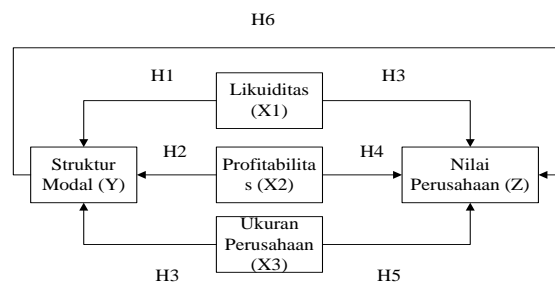 H6
H1
H3
Likuiditas
(X1)
H2
H4
Struktur
Modal (Y)
Profitabilita
s (X2)
Nilai
Perusahaan (Z)
Ukuran
Perusahaan
(X3)
H3
H5